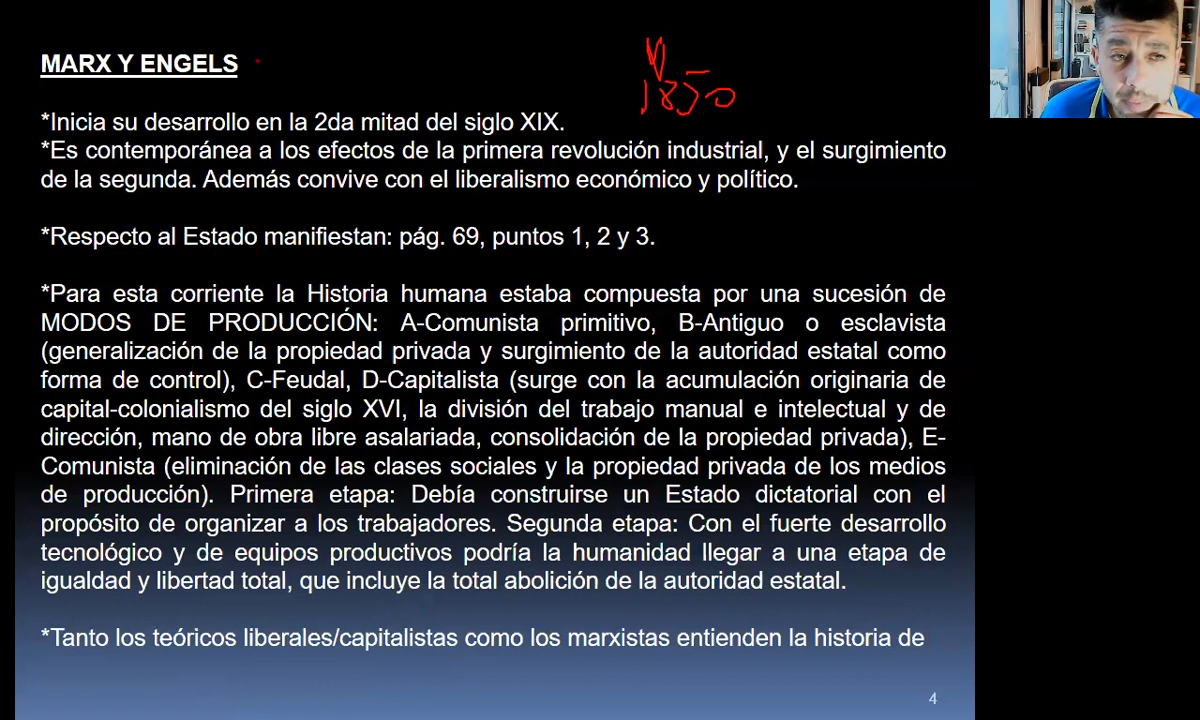 MARX Y ENGELS
1850
*Inicia su desarrollo en la 2da mitad del siglo XIX.
*Es contemporánea a los efectos de la primera revolución industrial, y el surgimiento
de la segunda. Además convive con el liberalismo económico y político.
*Respecto al Estado manifiestan: pág. 69, puntos 1, 2 y 3.
*Para esta corriente la Historia humana estaba compuesta por una sucesión de
MODOS DE PRODUCCIÓN: A-Comunista primitivo, B-Antiguo o esclavista
(generalización de la propiedad privada y surgimiento de la autoridad estatal como
forma de control), C-Feudal, D-Capitalista (surge con la acumulación originaria de
capital-colonialismo del siglo XVI, la división del trabajo manual e intelectual y de
dirección, mano de obra libre asalariada, consolidación de la propiedad privada), E-
Comunista (eliminación de las clases sociales y la propiedad privada de los medios
de producción). Primera etapa: Debía construirse un Estado dictatorial con el
propósito de organizar a los trabajadores. Segunda etapa: Con el fuerte desarrollo
tecnológico y de equipos productivos podría la humanidad llegar a una etapa de
igualdad y libertad total, que incluye la total abolición de la autoridad estatal.
*Tanto los teóricos liberales/capitalistas como los marxistas entienden la historia de
4